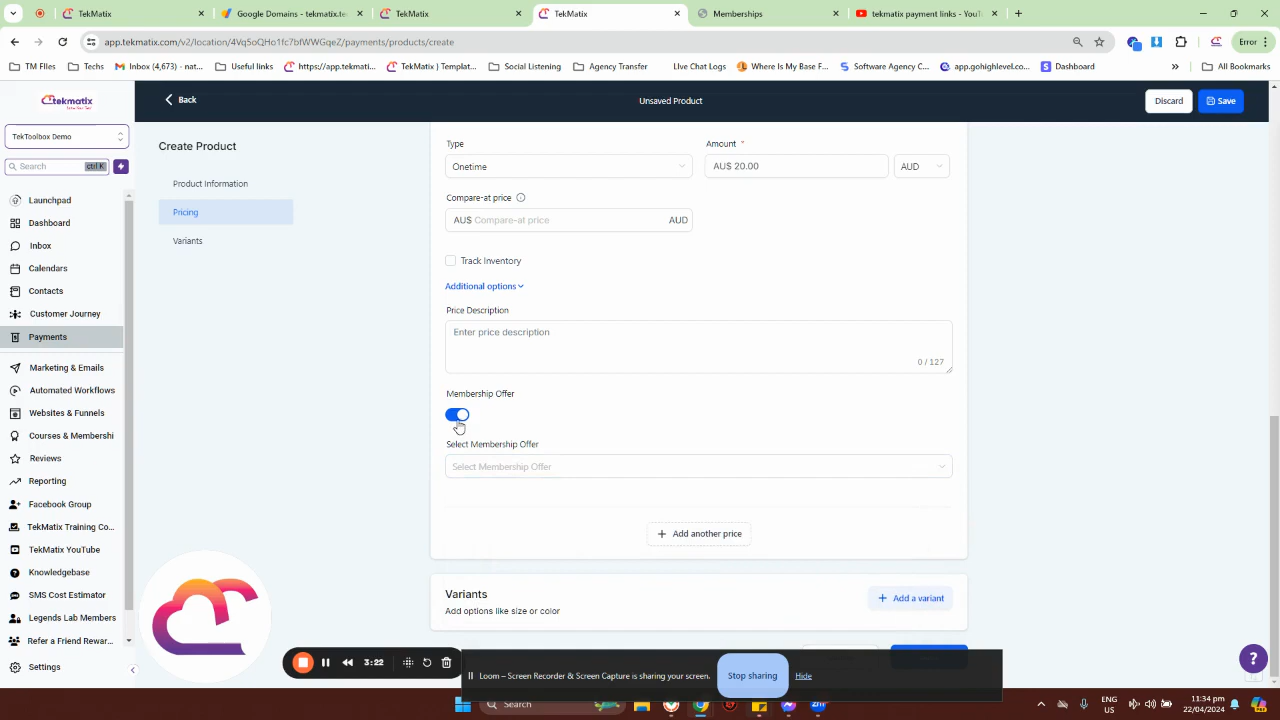 TekMatix
Google Domains - tekmatix.te
TekMatix
TekMatix
Memberships
tekmatix payment links - You
app.tekmatix.com/v2/location/4Vq5oQHo1fc7bIWWGqeZ/payments/products/create
Error
TM FIles
Techs
Inbox (4,673) - nat...
Useful links
https://app.tekmati...
TekMatix ) Templat...
Social Listening
Agency Transfer
Live Chat Logs
Where Is My Base F...
Software Agency C...
app.gohighlevel.co...
Dashboard
All Bookmarks
tekmatix
Back
Unsaved Product
Discard
Save
TekToolbox Demo
Search
ctrl K
Launchpad
Dashboard
Inbox
Calendars
Contacts
Customer Journey
Payments
Marketing & Emails
Automated Workflows
Websites & Funnels
Courses & Membershi
Reviews
Reporting
Facebook Group
TekMatix Training Co...
TekMatix YouTube
Knowledgebase
SMS Cost Estimator
Legends Lab Members
Refer a Friend Rewar...
Settings
Create Product
Product Information
Pricing
Variants
Type
Amount *
Onetime
AU$ 20.00
AUD
Compare-at price
AU$ Compare-at price
AUD
Track Inventory
Additional options
Price Description
Enter price description
0 / 127
Membership Offer
Select Membership Offer
Select Membership Offer
Add another price
Variants
Add options like size or color
Add a variant
3:22
Loom – Screen Recorder & Screen Capture is sharing your screen.
Stop sharing
Hide
?
Search
ENG
US
11:34 pm
22/04/2024